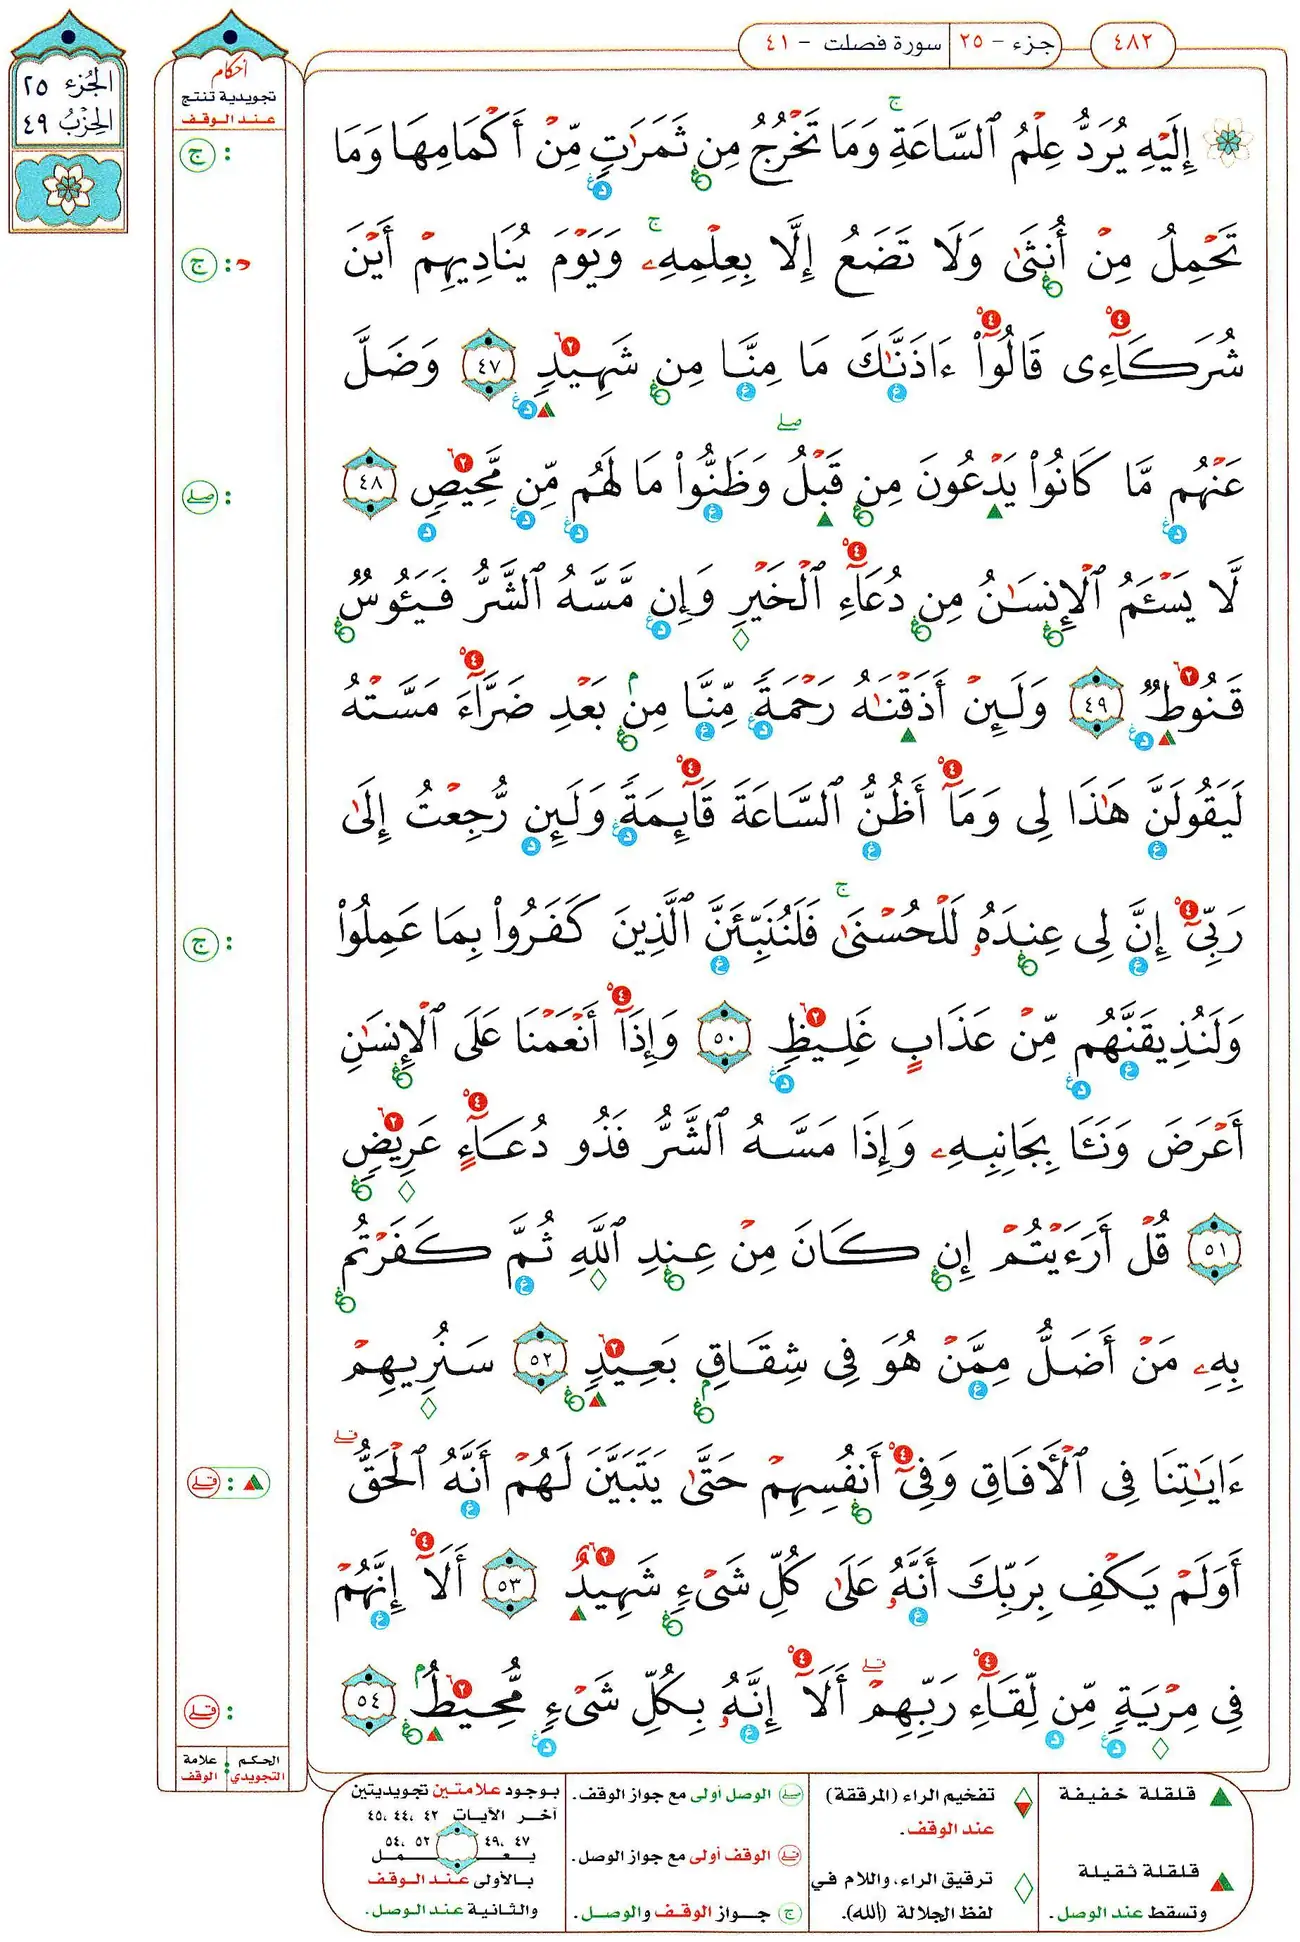 ٤٨٢
جزء - ٢٥ سورة فصلت - ٤١
الجُزء ٢٥
الحِزْبُ ٤٩
أحكام
تجويدية تنتج
عند الوقف
إِلَيْهِ يُرَدُّ عِلْمُ ٱلسَّاعَةِ ۚ وَمَا تَخْرُجُ مِن ثَمَرَٰتٍ مِّنْ أَكْمَامِهَا وَمَا
تَحْمِلُ مِنْ أُنثَىٰ وَلَا تَضَعُ إِلَّا بِعِلْمِهِۦ ۚ وَيَوْمَ يُنَادِيهِمْ أَيْنَ
شُرَكَآءِى قَالُوٓا۟ ءَاذَنَّٰكَ مَا مِنَّا مِن شَهِيدٍ ٤٧ وَضَلَّ
عَنْهُم مَّا كَانُوا۟ يَدْعُونَ مِن قَبْلُ ۖ وَظَنُّوا۟ مَا لَهُم مِّن مَّحِيصٍ ٤٨
لَّا يَسْـَٔمُ ٱلْإِنسَٰنُ مِن دُعَآءِ ٱلْخَيْرِ وَإِن مَّسَّهُ ٱلشَّرُّ فَيَـُٔوسٌ
قَنُوطٌ ٤٩ وَلَئِنْ أَذَقْنَٰهُ رَحْمَةً مِّنَّا مِنۢ بَعْدِ ضَرَّآءَ مَسَّتْهُ
لَيَقُولَنَّ هَٰذَا لِى وَمَآ أَظُنُّ ٱلسَّاعَةَ قَآئِمَةً وَلَئِن رُّجِعْتُ إِلَىٰ
رَبِّىٓ إِنَّ لِى عِندَهُۥ لَلْحُسْنَىٰ ۚ فَلَنُنَبِّئَنَّ ٱلَّذِينَ كَفَرُوا۟ بِمَا عَمِلُوا۟
وَلَنُذِيقَنَّهُم مِّنْ عَذَابٍ غَلِيظٍ ٥٠ وَإِذَآ أَنْعَمْنَا عَلَى ٱلْإِنسَٰنِ
أَعْرَضَ وَنَـَٔا بِجَانِبِهِۦ وَإِذَا مَسَّهُ ٱلشَّرُّ فَذُو دُعَآءٍ عَرِيضٍ
٥١ قُلْ أَرَءَيْتُمْ إِن كَانَ مِنْ عِندِ ٱللَّهِ ثُمَّ كَفَرْتُم
بِهِۦ مَنْ أَضَلُّ مِمَّنْ هُوَ فِى شِقَاقٍۭ بَعِيدٍ ٥٢ سَنُرِيهِمْ
ءَايَٰتِنَا فِى ٱلْءَافَاقِ وَفِىٓ أَنفُسِهِمْ حَتَّىٰ يَتَبَيَّنَ لَهُمْ أَنَّهُ ٱلْحَقُّ ۗ
أَوَلَمْ يَكْفِ بِرَبِّكَ أَنَّهُۥ عَلَىٰ كُلِّ شَىْءٍ شَهِيدٌ ٥٣ أَلَآ إِنَّهُمْ
فِى مِرْيَةٍ مِّن لِّقَآءِ رَبِّهِمْ ۗ أَلَآ إِنَّهُۥ بِكُلِّ شَىْءٍ مُّحِيطٌۢ ٥٤
الحكم التجويدي
علامة الوقف
قلقلة خفيفة
قلقلة ثقيلة
وتسقط عند الوصل.
تفخيم الراء (المرققة)
عند الوقف.
ترقيق الراء، واللام في
لفظ الجلالة (الله).
صلى الوصل أولى مع جواز الوقف.
قلى الوقف أولى مع جواز الوصل.
ج جواز الوقف والوصل.
بوجود علامتين تجويديتين
آخر الآيات ٤٢، ٤٤، ٤٥
٤٧ ٤٩، ٥٢ ٥٤،
يعمل
بالأولى عند الوقف
والثانية عند الوصل.